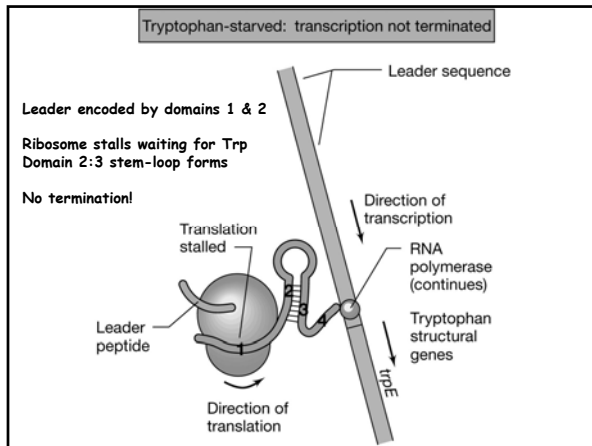 Tryptophan-starved: transcription not terminated
Leader sequence
Leader encoded by domains 1 & 2
Ribosome stalls waiting for Trp
Domain 2:3 stem-loop forms
No termination!
Direction of
transcription
Translation
stalled
RNA
polymerase
(continues)
2
3
4
1
Leader
peptide
Tryptophan
structural
genes
trpE
Direction of
translation